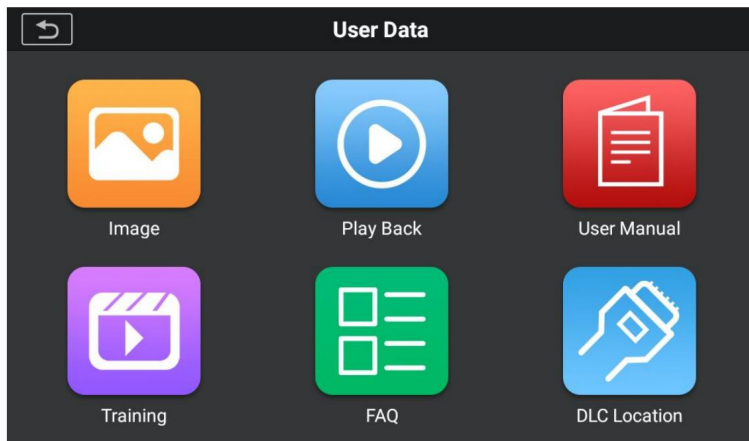 User Data
Image
Play Back
User Manual
Training
FAQ
DLC Location